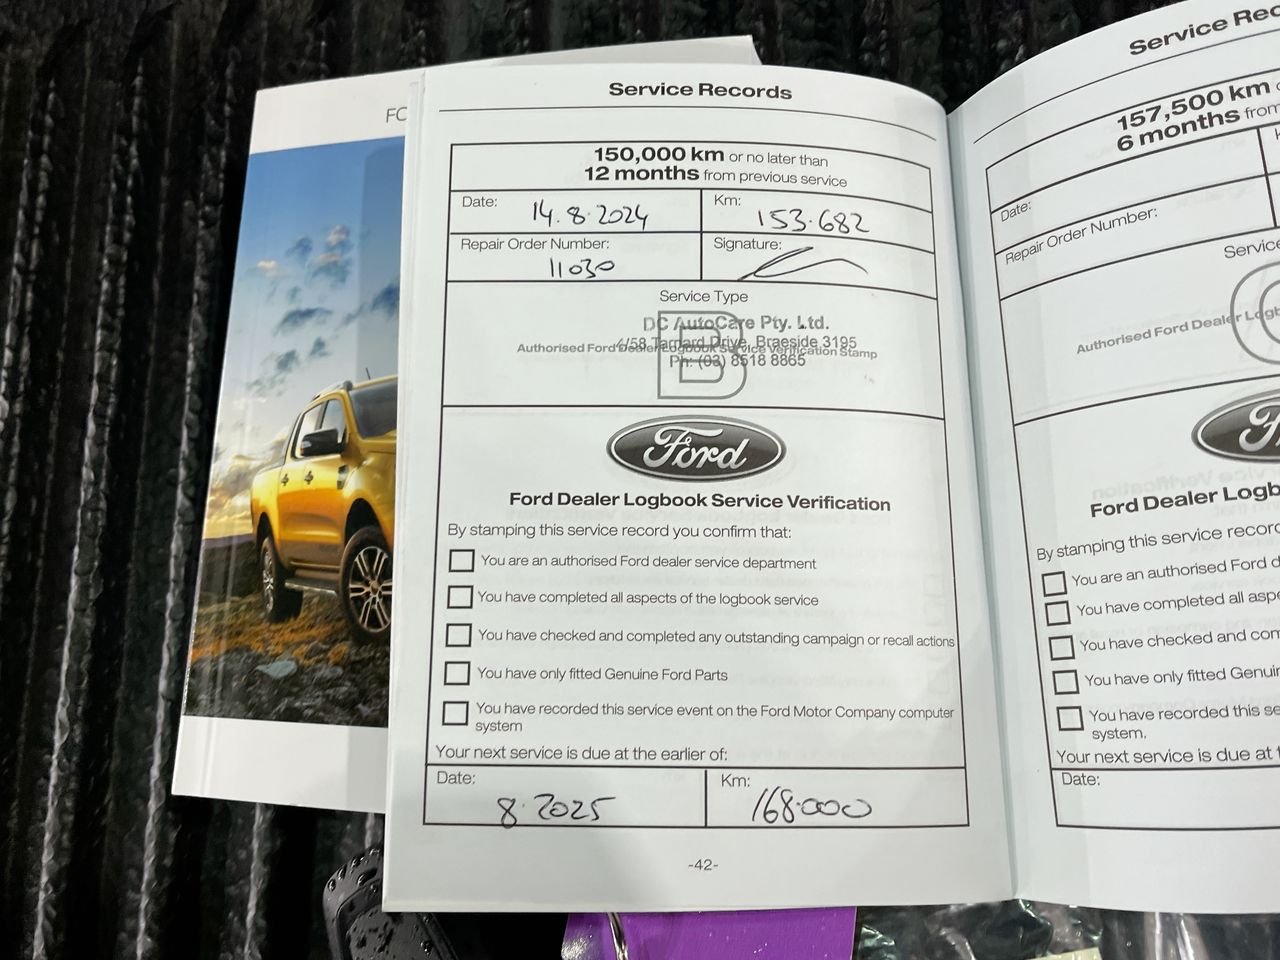 FO
Service Records
150,000 km or no later than
12 months from previous service
Date: 14.8.2024
Km: 153.682
Repair Order Number: 11030
Signature:
Service Type
B
DC AutoCare Pty. Ltd.
4/58 Tarnard Drive, Braeside 3195
Authorised Ford Dealer Logbook Service Verification Stamp
Ph: (03) 8518 8865
Ford
Ford Dealer Logbook Service Verification
By stamping this service record you confirm that:
You are an authorised Ford dealer service department
You have completed all aspects of the logbook service
You have checked and completed any outstanding campaign or recall actions
You have only fitted Genuine Ford Parts
You have recorded this service event on the Ford Motor Company computer
system
Your next service is due at the earlier of:
Date: 8.2025
Km: 168.000
-42-
Service Rec
157,500 km o
6 months from
Date:
K
Repair Order Number:
Service
Authorised Ford Dealer Logb
Ford Dealer Logb
By stamping this service recor
You are an authorised Ford d
You have completed all aspe
You have checked and com
You have only fitted Genuin
You have recorded this se
system.
Your next service is due at t
Date: